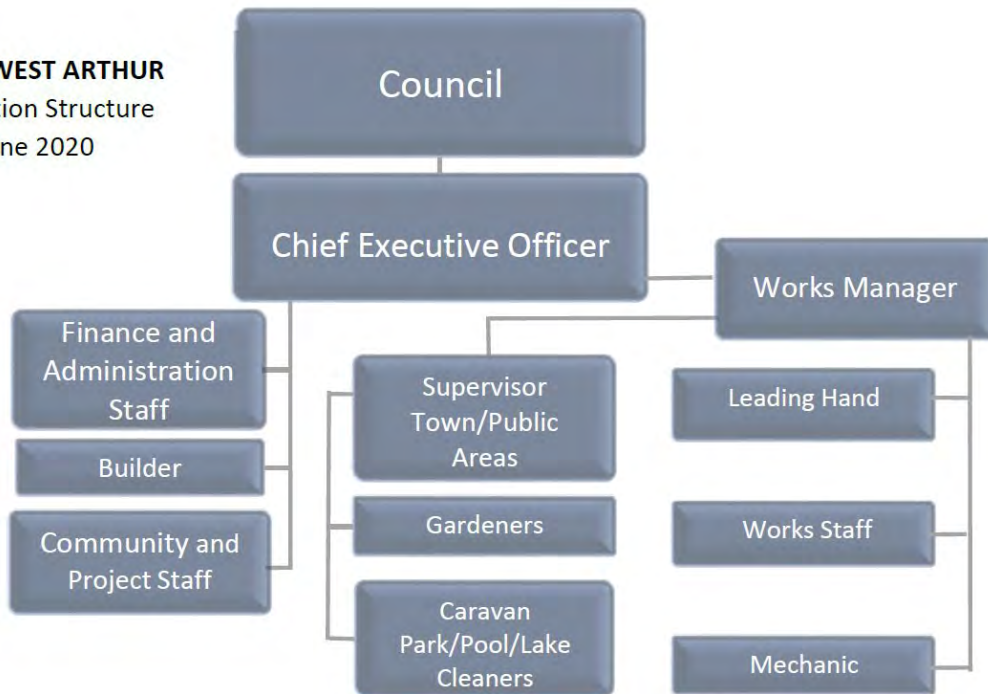 WEST ARTHUR
tion Structure
ne 2020
Council
Chief Executive Officer
Works Manager
Finance and
Administration
Staff
Builder
Community and
Project Staff
Supervisor
Town/Public
Areas
Gardeners
Caravan
Park/Pool/Lake
Cleaners
Leading Hand
Works Staff
Mechanic